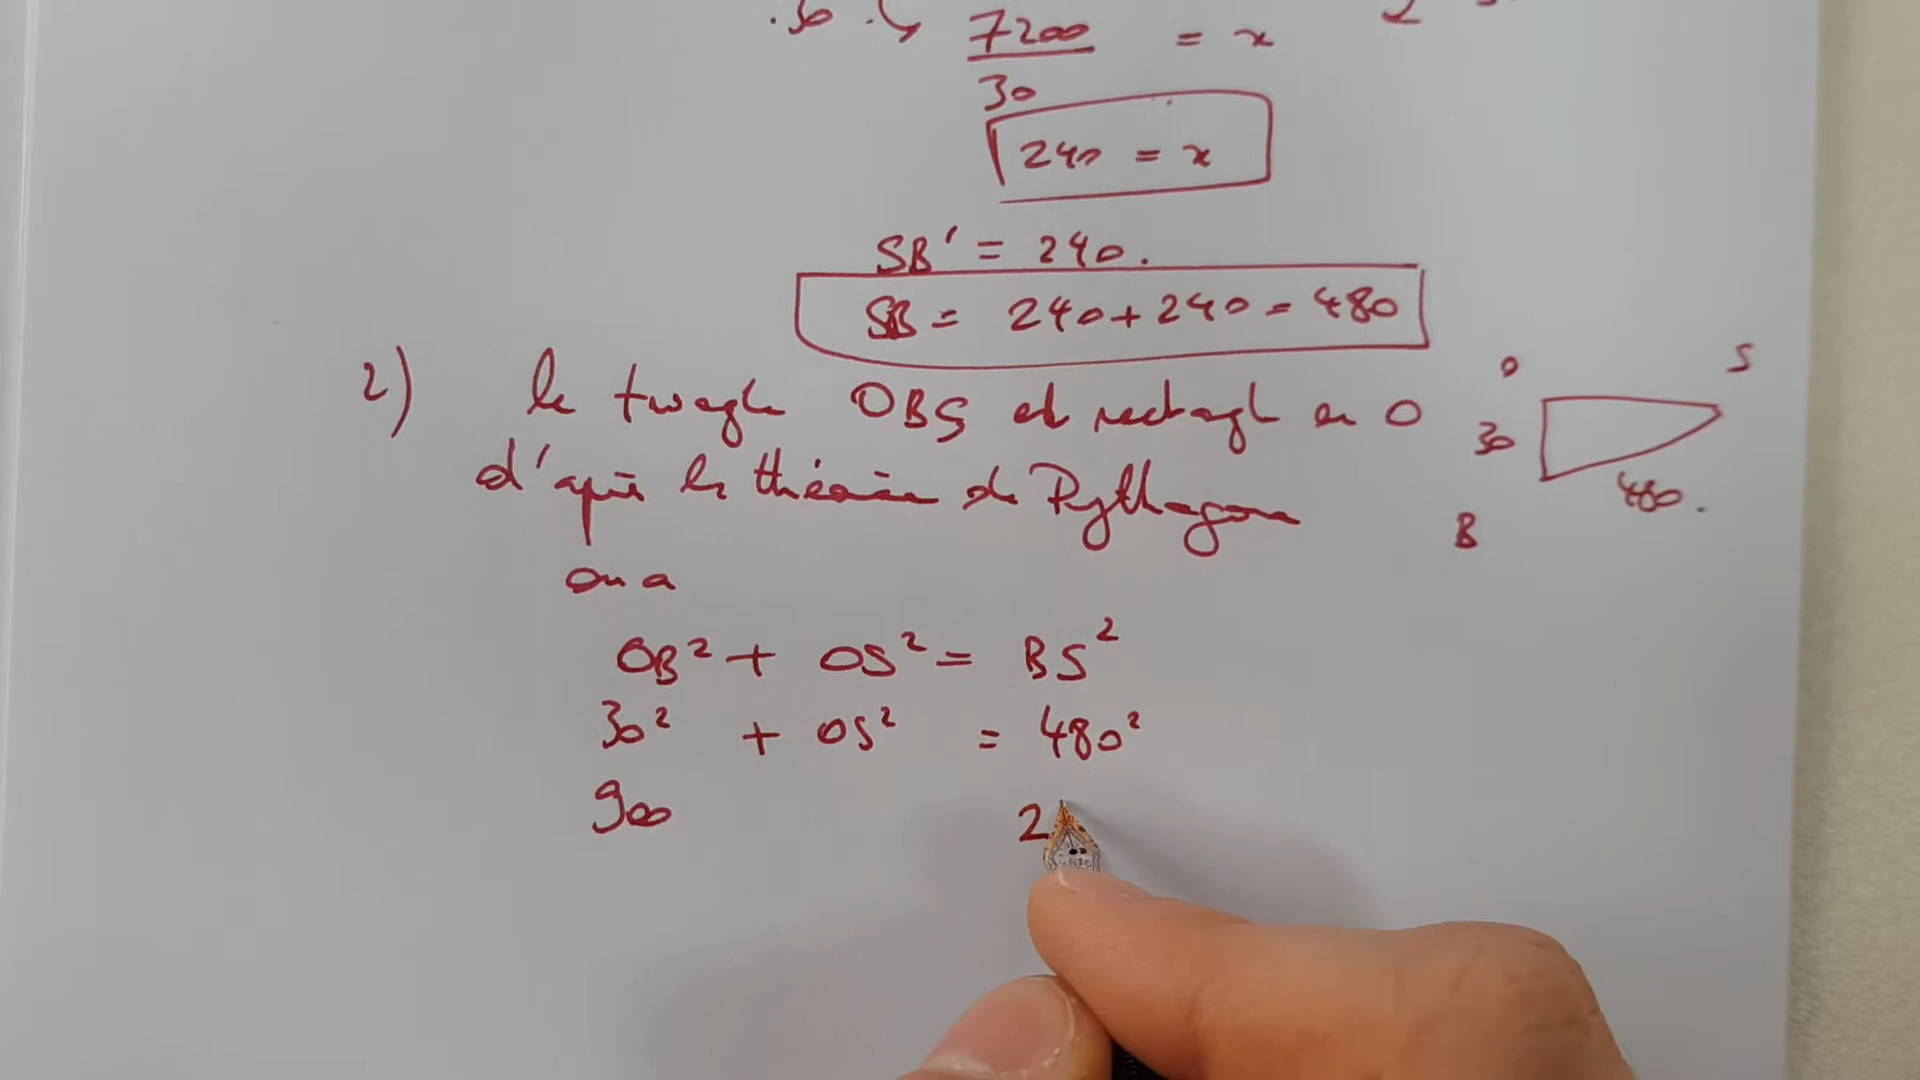 7200 = x
30
240 = x
SB' = 240.
SB = 240 + 240 = 480
2) le triangle OBS est rectangle en O
d'après le théorème de Pythagore
on a
OB² + OS² = BS²
30² + OS² = 480²
900 2
O S
30
480.
B